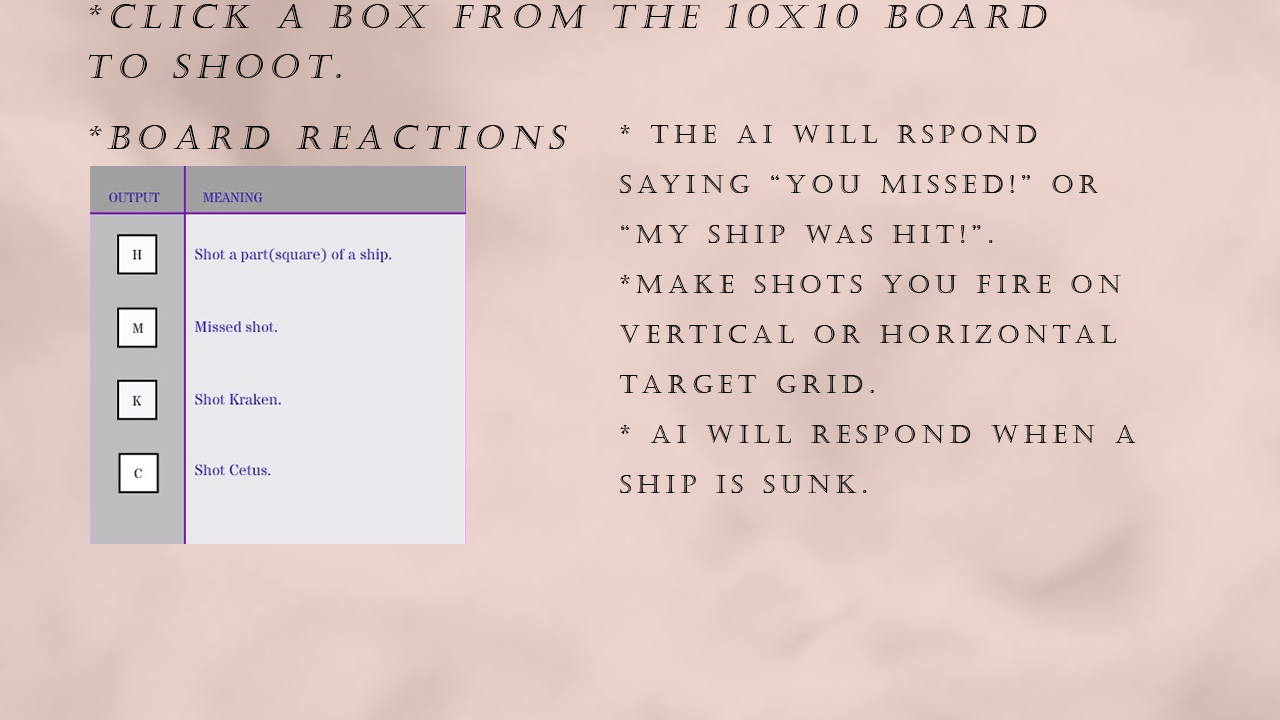 *CLICK A BOX FROM THE 10X10 BOARD
TO SHOOT.
*BOARD REACTIONS
OUTPUT MEANING
H Shot a part(square) of a ship.
M Missed shot.
K Shot Kraken.
C Shot Cetus.
* THE AI WILL RSPOND
SAYING “YOU MISSED!” OR
“MY SHIP WAS HIT!”.
*MAKE SHOTS YOU FIRE ON
VERTICAL OR HORIZONTAL
TARGET GRID.
* AI WILL RESPOND WHEN A
SHIP IS SUNK.